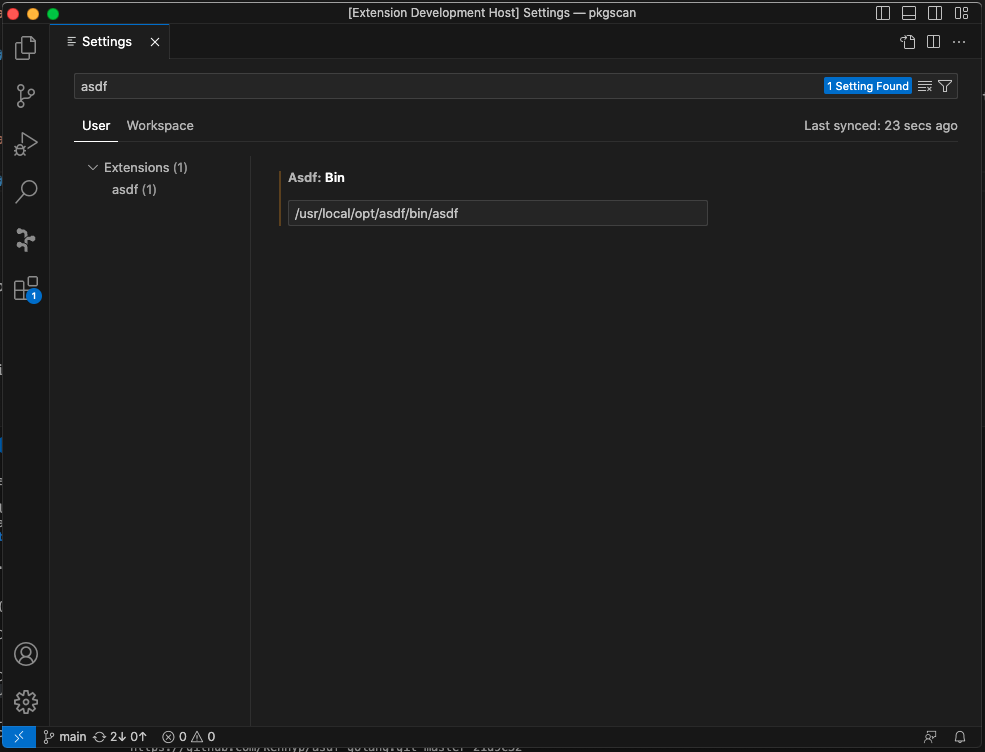 [Extension Development Host] Settings — pkgscan
Settings
asdf
1 Setting Found
User
Workspace
Last synced: 23 secs ago
Extensions (1)
asdf (1)
Asdf: Bin
/usr/local/opt/asdf/bin/asdf
1
main 2↓ 0↑ 0 0